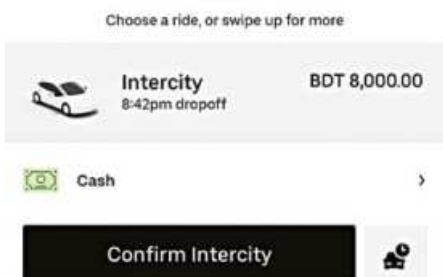 Choose a ride, or swipe up for more
Intercity
BDT 8,000.00
8:42pm dropoff
Cash
Confirm Intercity